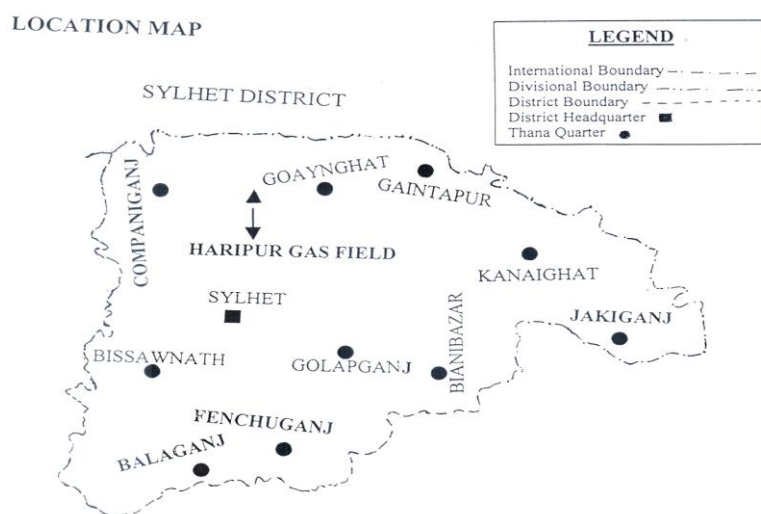 LOCATION MAP
LEGEND
International Boundary
Divisional Boundary
District Boundary
District Headquarter
Thana Quarter
SYLHET DISTRICT
COMPANIGANJ
GOAYNGHAT
GAINTAPUR
HARIPUR GAS FIELD
KANAIGHAT
SYLHET
JAKIGANJ
BISSAWNATH
GOLAPGANJ
BIANIBAZAR
FENCHUGANJ
BALAGANJ